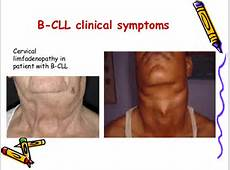 B-CLL clinical symptoms
Cervical
limfadenopathy in
patient with B-CLL